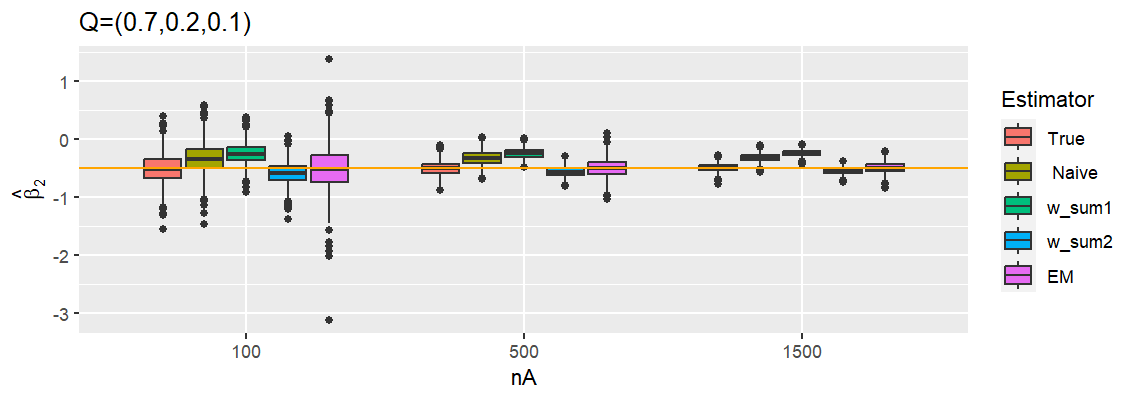 Q=(0.7,0.2,0.1)
1
0
-1
-2
-3
β̂2
100
500
1500
nA
Estimator
True
Naive
w_sum1
w_sum2
EM